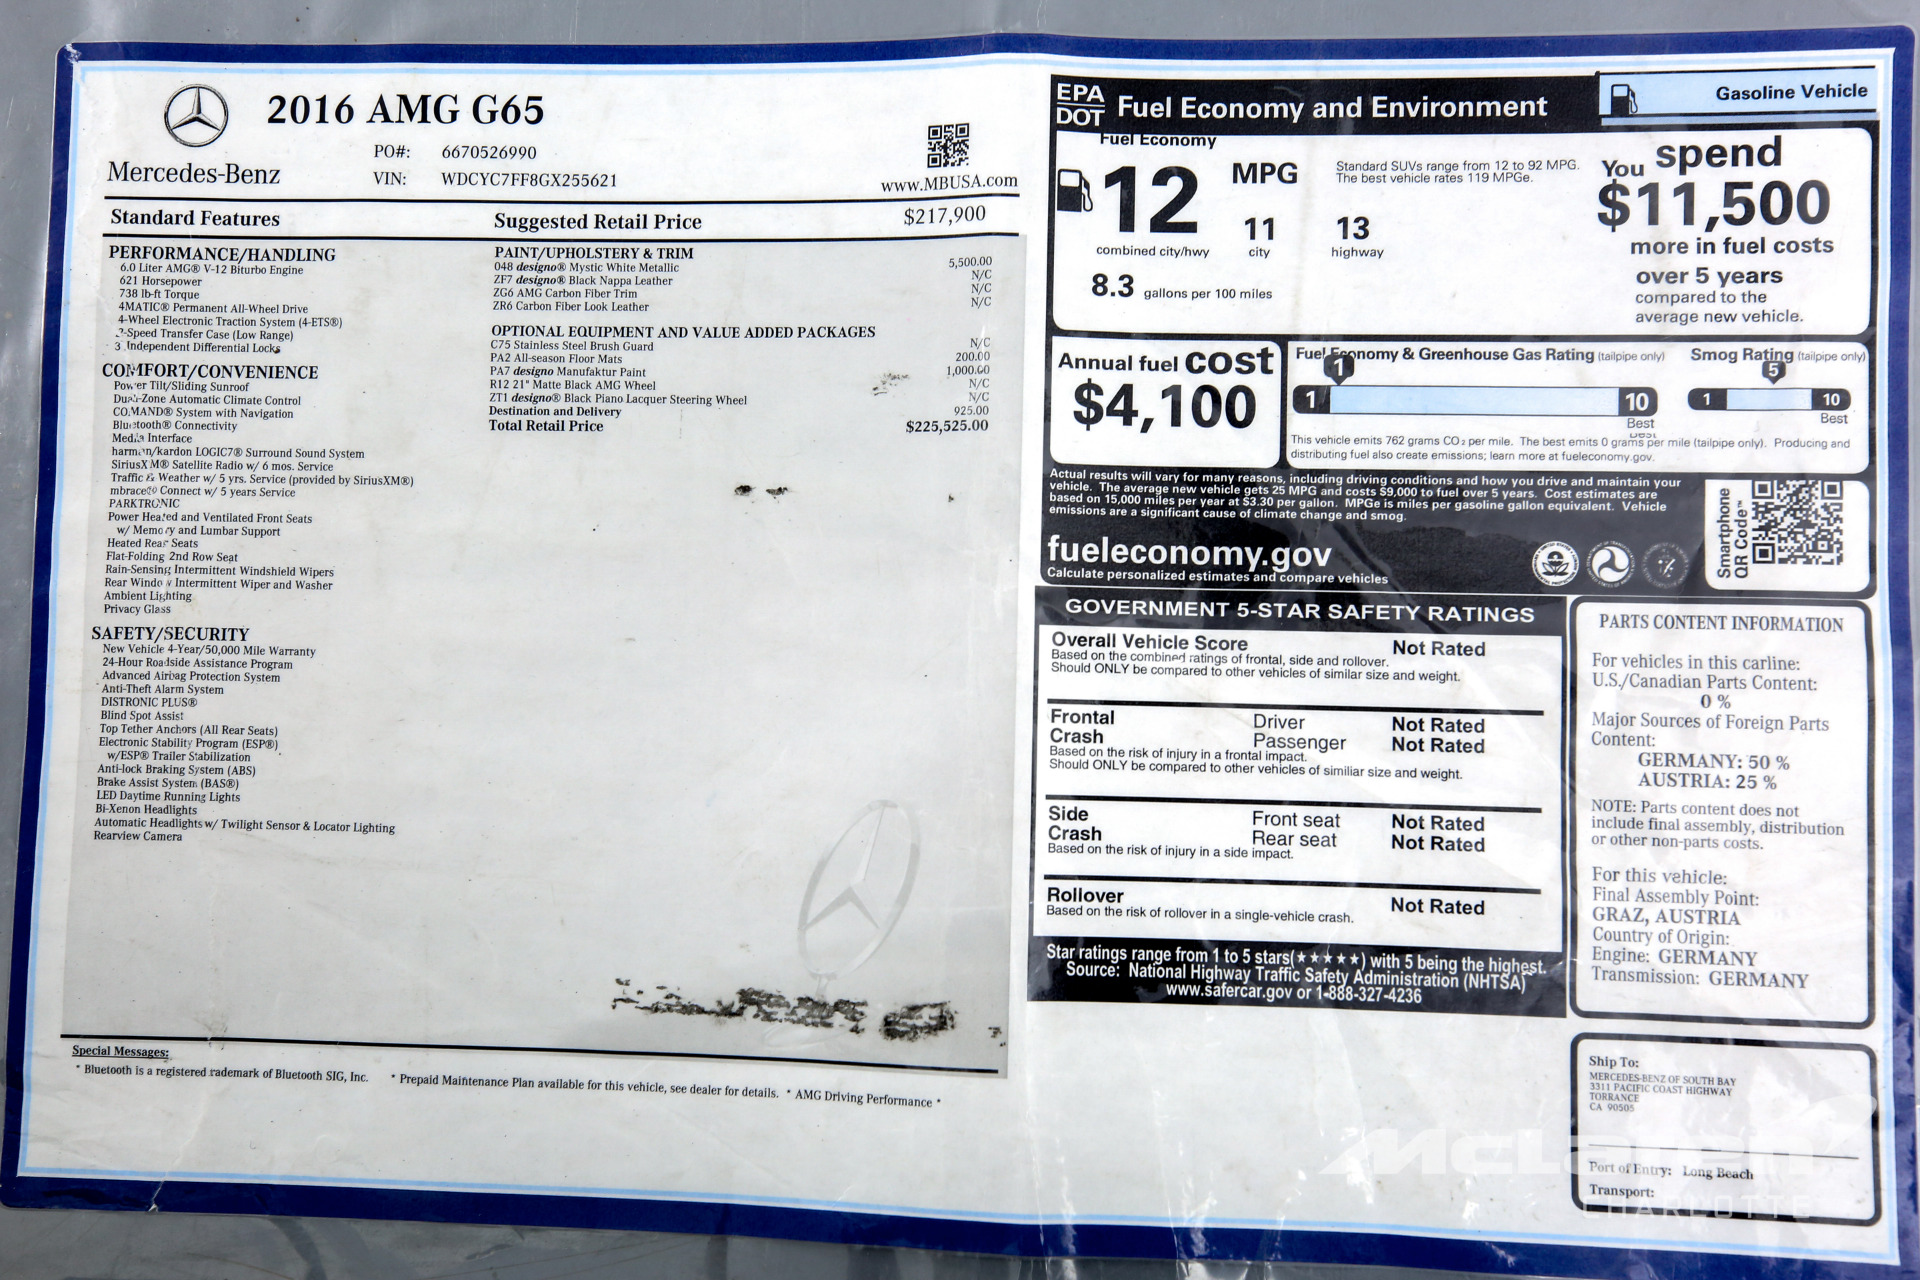 2016 AMG G65
Mercedes-Benz
PO#: 6670526990
VIN: WDCYC7FF8GX255621
www.MBUSA.com
Standard Features
Suggested Retail Price $217,900
PERFORMANCE/HANDLING
6.0 Liter AMG® V-12 Biturbo Engine
621 Horsepower
738 lb-ft Torque
4MATIC® Permanent All-Wheel Drive
4-Wheel Electronic Traction System (4-ETS®)
2-Speed Transfer Case (Low Range)
3 Independent Differential Locks
COMFORT/CONVENIENCE
Power Tilt/Sliding Sunroof
Dual-Zone Automatic Climate Control
COMAND® System with Navigation
Bluetooth® Connectivity
Media Interface
harman/kardon LOGIC7® Surround Sound System
SiriusXM® Satellite Radio w/ 6 mos. Service
Traffic & Weather w/ 5 yrs. Service (provided by SiriusXM®)
mbrace® Connect w/ 5 years Service
PARKTRONIC
Power Heated and Ventilated Front Seats
w/ Memory and Lumbar Support
Heated Rear Seats
Flat-Folding 2nd Row Seat
Rain-Sensing Intermittent Windshield Wipers
Rear Window Intermittent Wiper and Washer
Ambient Lighting
Privacy Glass
SAFETY/SECURITY
New Vehicle 4-Year/50,000 Mile Warranty
24-Hour Roadside Assistance Program
Advanced Airbag Protection System
Anti-Theft Alarm System
DISTRONIC PLUS®
Blind Spot Assist
Top Tether Anchors (All Rear Seats)
Electronic Stability Program (ESP®)
w/ESP® Trailer Stabilization
Anti-lock Braking System (ABS)
Brake Assist System (BAS®)
LED Daytime Running Lights
Bi-Xenon Headlights
Automatic Headlights w/ Twilight Sensor & Locator Lighting
Rearview Camera
PAINT/UPHOLSTERY & TRIM
048 designo® Mystic White Metallic 5,500.00
ZF7 designo® Black Nappa Leather N/C
ZG6 AMG Carbon Fiber Trim N/C
ZR6 Carbon Fiber Look Leather N/C
OPTIONAL EQUIPMENT AND VALUE ADDED PACKAGES
C75 Stainless Steel Brush Guard N/C
PA2 All-season Floor Mats 200.00
PA7 designo Manufaktur Paint 1,000.00
R12 21" Matte Black AMG Wheel N/C
ZT1 designo® Black Piano Lacquer Steering Wheel N/C
Destination and Delivery 925.00
Total Retail Price $225,525.00
Special Messages:
* Bluetooth is a registered rademark of Bluetooth SIG, Inc. * Prepaid Maintenance Plan available for this vehicle, see dealer for details. * AMG Driving Performance *
EPA
DOT
Fuel Economy and Environment
Gasoline Vehicle
Fuel Economy
12 MPG
combined city/hwy
11
city
13
highway
8.3 gallons per 100 miles
Standard SUVs range from 12 to 92 MPG.
The best vehicle rates 119 MPGe.
You spend
$11,500
more in fuel costs
over 5 years
compared to the
average new vehicle.
Annual fuel cost
$4,100
Fuel Economy & Greenhouse Gas Rating (tailpipe only)
1
1 10
Best
Smog Rating (tailpipe only)
5
1 10
Best
This vehicle emits 762 grams CO2 per mile. The best emits 0 grams per mile (tailpipe only). Producing and
distributing fuel also create emissions; learn more at fueleconomy.gov.
Actual results will vary for many reasons, including driving conditions and how you drive and maintain your
vehicle. The average new vehicle gets 25 MPG and costs $9,000 to fuel over 5 years. Cost estimates are
based on 15,000 miles per year at $3.30 per gallon. MPGe is miles per gasoline gallon equivalent. Vehicle
emissions are a significant cause of climate change and smog.
fueleconomy.gov
Calculate personalized estimates and compare vehicles
Smartphone
QR Code™
GOVERNMENT 5-STAR SAFETY RATINGS
Overall Vehicle Score Not Rated
Based on the combined ratings of frontal, side and rollover.
Should ONLY be compared to other vehicles of similar size and weight.
Frontal Driver Not Rated
Crash Passenger Not Rated
Based on the risk of injury in a frontal impact.
Should ONLY be compared to other vehicles of similiar size and weight.
Side Front seat Not Rated
Crash Rear seat Not Rated
Based on the risk of injury in a side impact.
Rollover Not Rated
Based on the risk of rollover in a single-vehicle crash.
Star ratings range from 1 to 5 stars(★★★★★) with 5 being the highest.
Source: National Highway Traffic Safety Administration (NHTSA)
www.safercar.gov or 1-888-327-4236
PARTS CONTENT INFORMATION
For vehicles in this carline:
U.S./Canadian Parts Content:
0 %
Major Sources of Foreign Parts
Content:
GERMANY: 50 %
AUSTRIA: 25 %
NOTE: Parts content does not
include final assembly, distribution
or other non-parts costs.
For this vehicle:
Final Assembly Point:
GRAZ, AUSTRIA
Country of Origin:
Engine: GERMANY
Transmission: GERMANY
Ship To:
MERCEDES-BENZ OF SOUTH BAY
3311 PACIFIC COAST HIGHWAY
TORRANCE
CA 90505
Port of Entry: Long Beach
Transport:
McLaren
CHARLOTTE